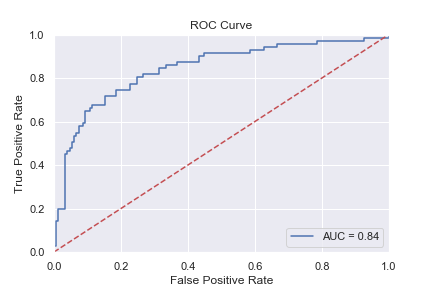 ROC Curve
1.0
0.8
0.6
0.4
0.2
0.0
True Positive Rate
AUC = 0.84
0.0 0.2 0.4 0.6 0.8 1.0
False Positive Rate